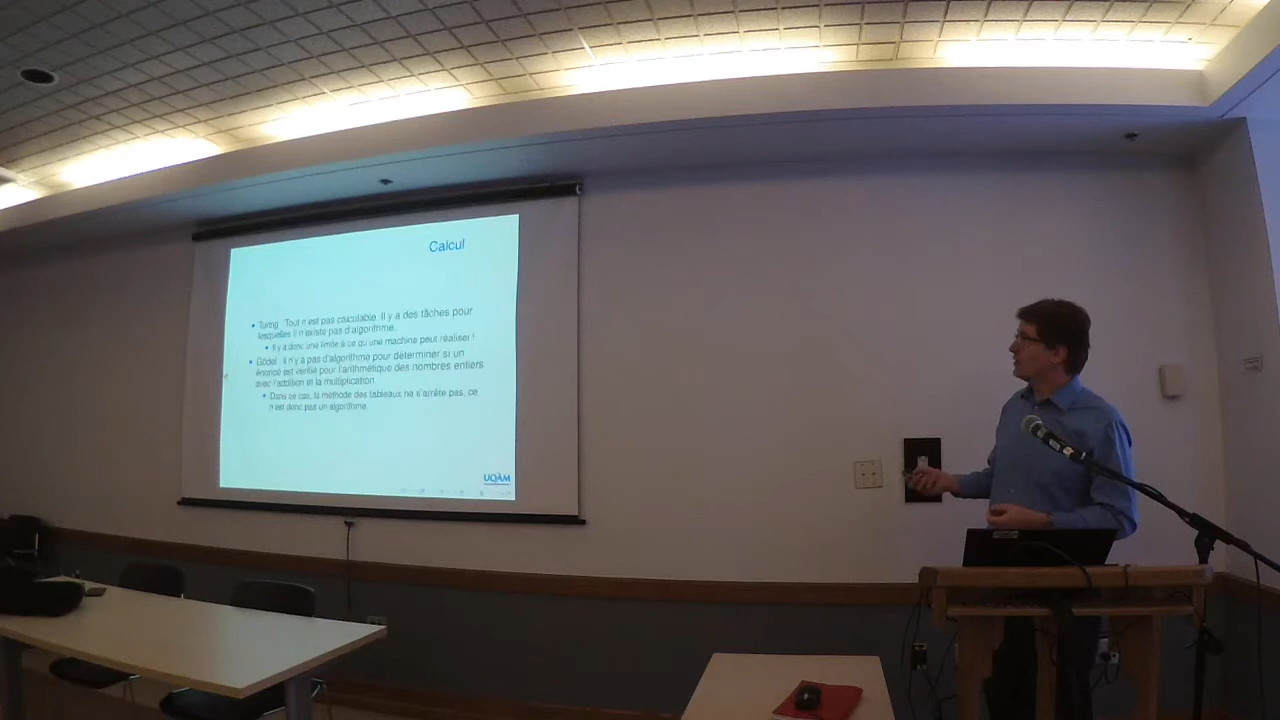 Calcul
Turing : Tout n'est pas calculable. Il y a des tâches pour
lesquelles il n'existe pas d'algorithme.
Il y a donc une limite à ce qu'une machine peut réaliser !
Gödel : il n'y a pas d'algorithme pour déterminer si un
énoncé est vérifié pour l'arithmétique des nombres entiers
avec l'addition et la multiplication.
Dans ce cas, la méthode des tableaux ne s'arrête pas, ce
n'est donc pas un algorithme.
UQÀM